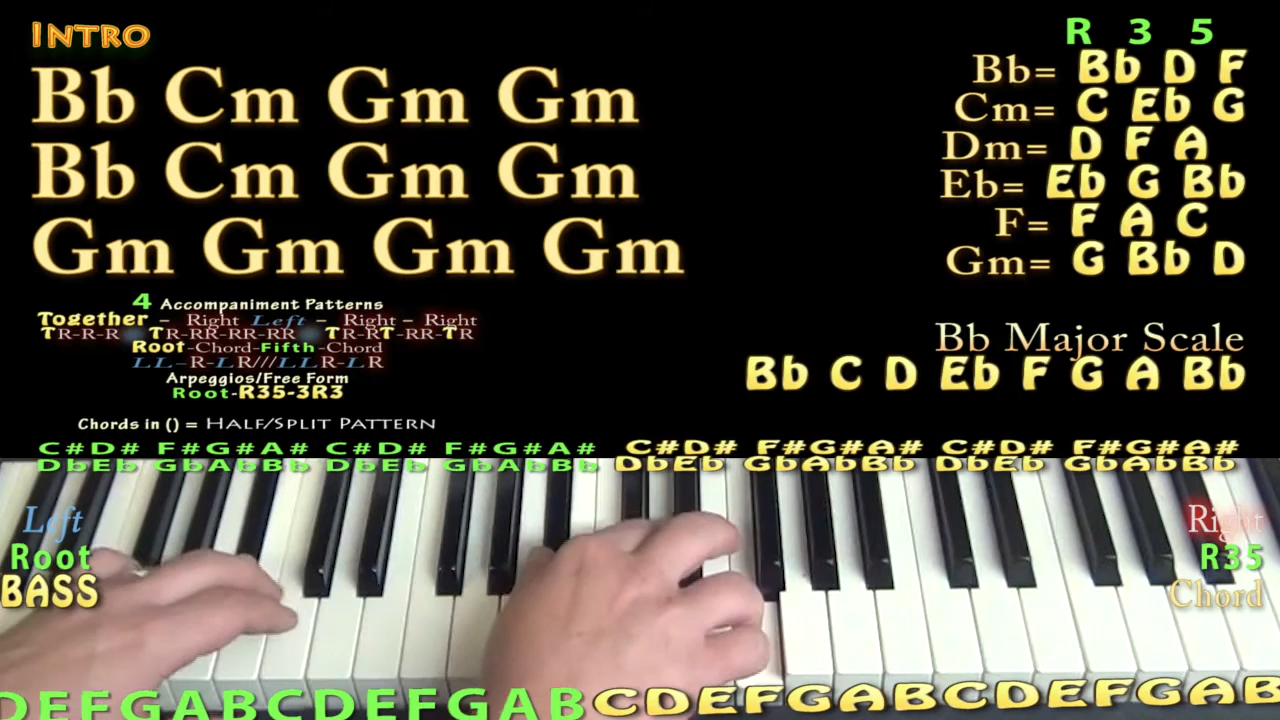 INTRO
Bb Cm Gm Gm
Bb Cm Gm Gm
Gm Gm Gm Gm
4 Accompaniment Patterns
Together – Right Left – Right – Right
TR-R-R TR-RR-RR-RR TR-RT-RR-TR
Root-Chord-Fifth-Chord
LL-R-LR///LLR-LR
Arpeggios/Free Form
Root-R35-3R3
Chords in () = HALF/SPLIT PATTERN
R 3 5
Bb= Bb D F
Cm= C Eb G
Dm= D F A
Eb= Eb G Bb
F= F A C
Gm= G Bb D
Bb Major Scale
Bb C D Eb F G A Bb
C#D# F#G#A# C#D# F#G#A# C#D# F#G#A# C#D# F#G#A#
DbEb GbAbBb DbEb GbAbBb DbEb GbAbBb DbEb GbAbBb
Left
Root
BASS
Right
R35
Chord
DEFGABCDEFGABCDEFGABCDEFGAB